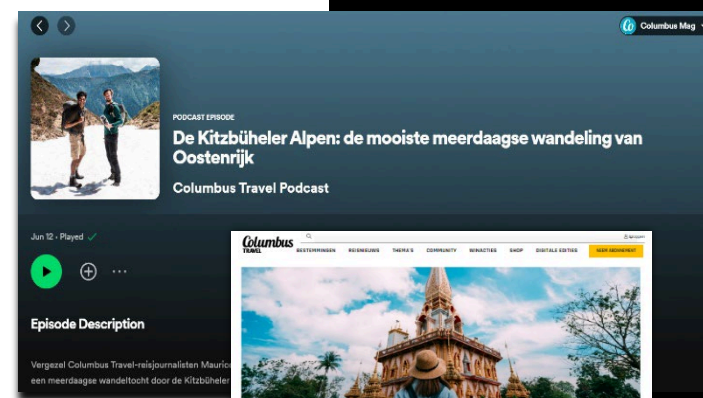 Columbus Mag
PODCAST EPISODE
De Kitzbüheler Alpen: de mooiste meerdaagse wandeling van
Oostenrijk
Columbus Travel Podcast
Jun 12 • Played
Episode Description
Vergezel Columbus Travel-reisjournalisten Mauric
een meerdaagse wandeltocht door de Kitzbüheler
Columbus
TRAVEL
BESTEMMINGEN REISNIEUWS THEMA'S COMMUNITY WINACTIES SHOP DIGITALE EDITIES NEEM ABONNEMENT